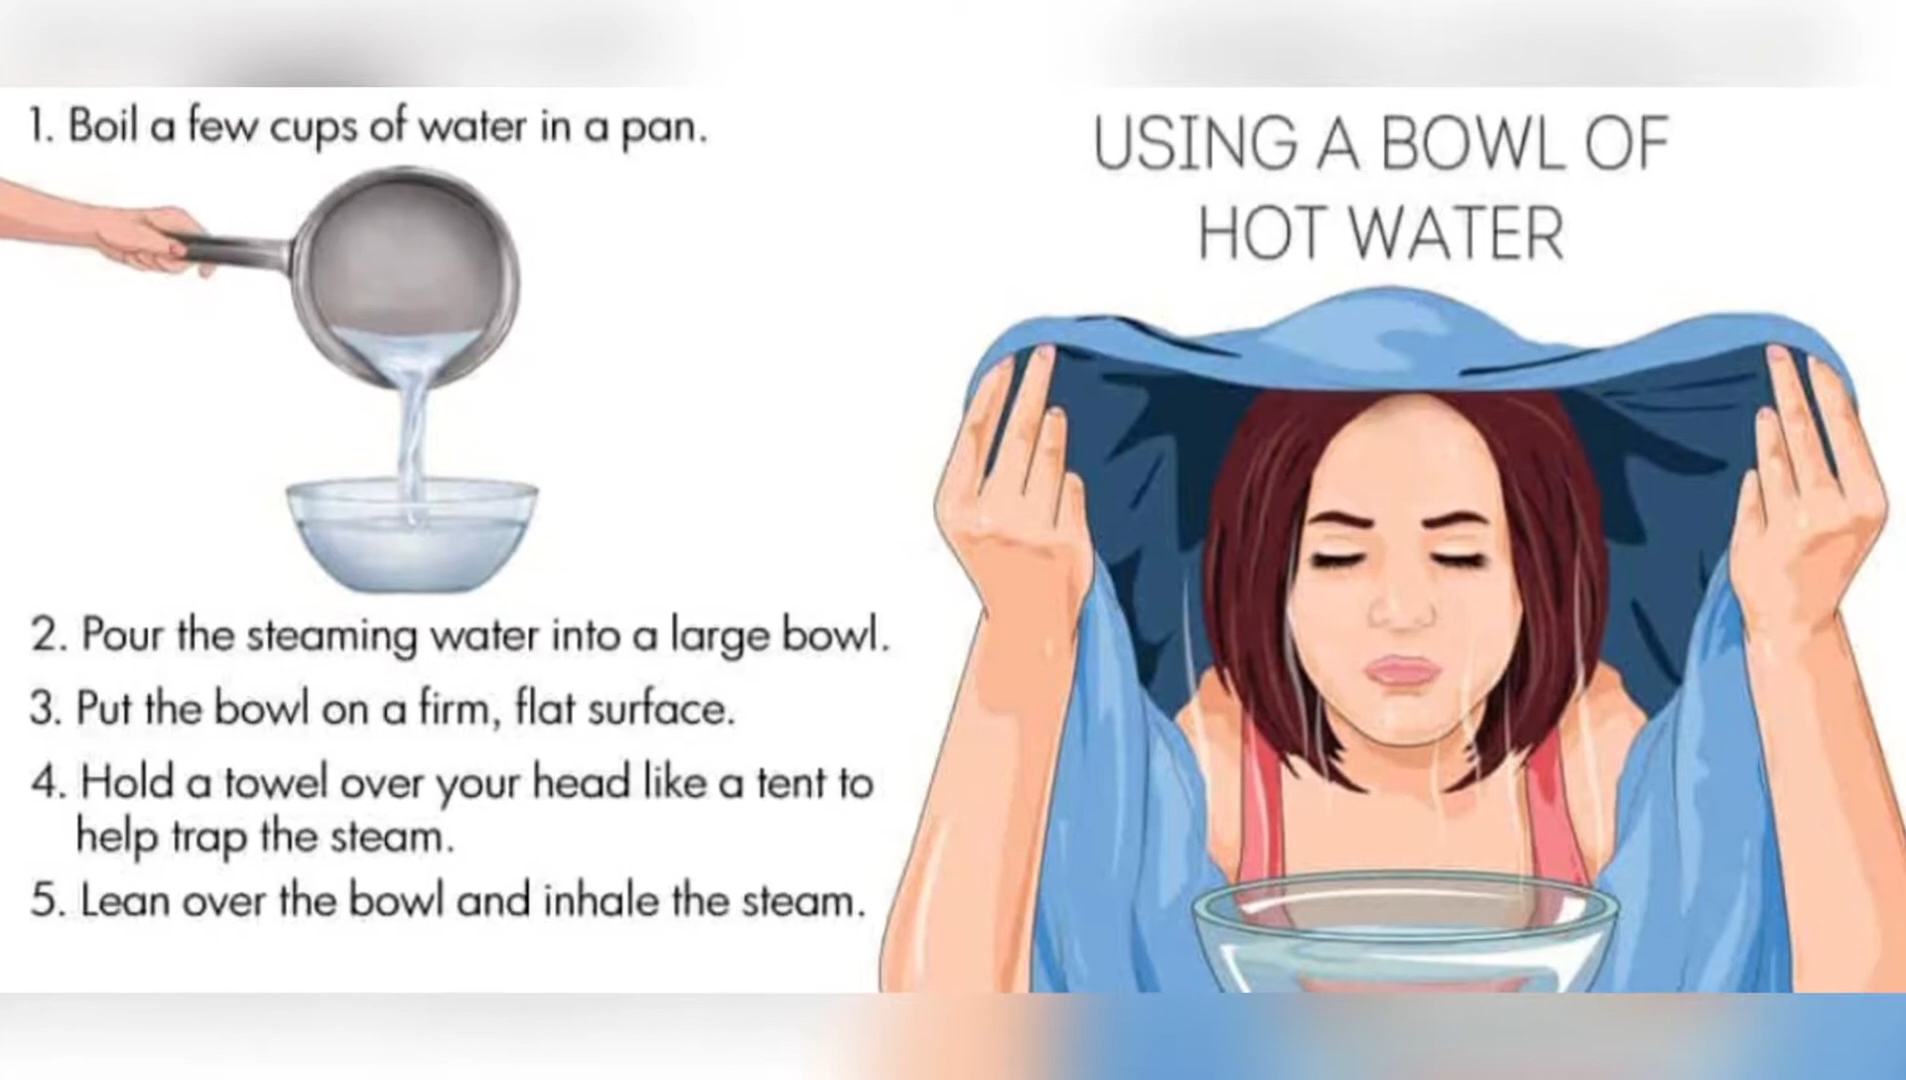 1. Boil a few cups of water in a pan.
2. Pour the steaming water into a large bowl.
3. Put the bowl on a firm, flat surface.
4. Hold a towel over your head like a tent to
help trap the steam.
5. Lean over the bowl and inhale the steam.
USING A BOWL OF
HOT WATER